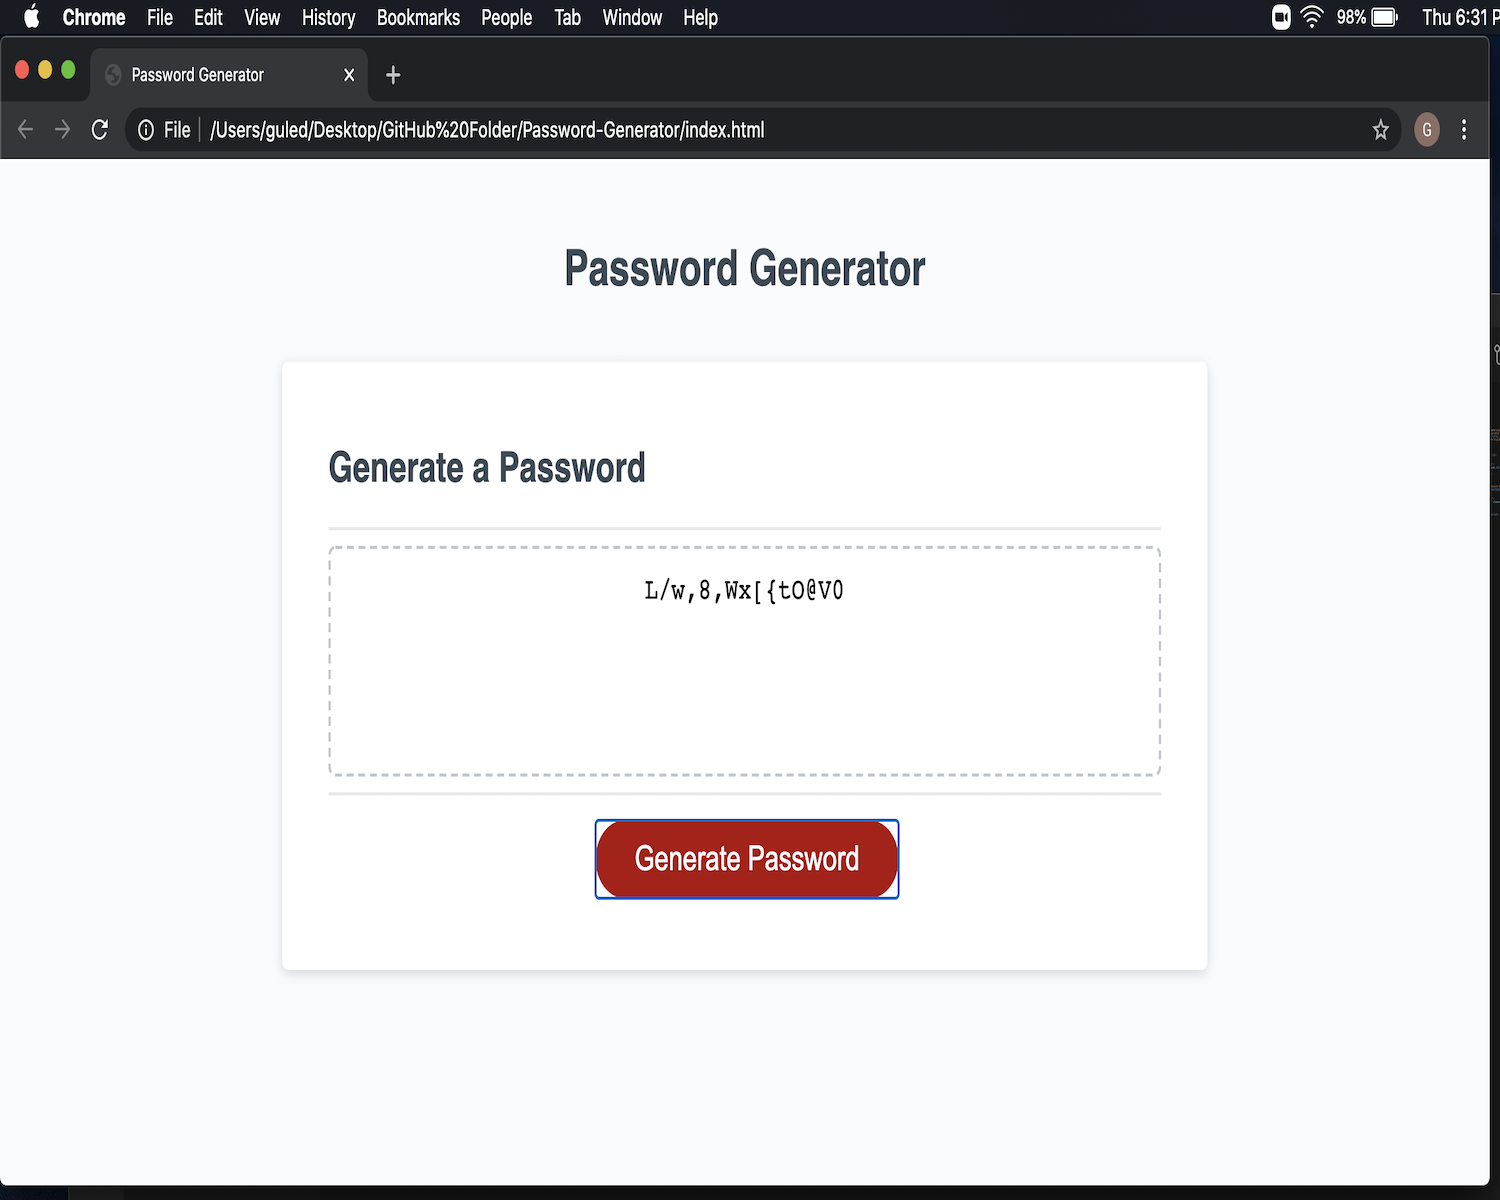 Chrome File Edit View History Bookmarks People Tab Window Help 98% Thu 6:31 P
Password Generator
File /Users/guled/Desktop/GitHub%20Folder/Password-Generator/index.html G
Password Generator
Generate a Password
L/w,8,Wx[{tO@V0
Generate Password